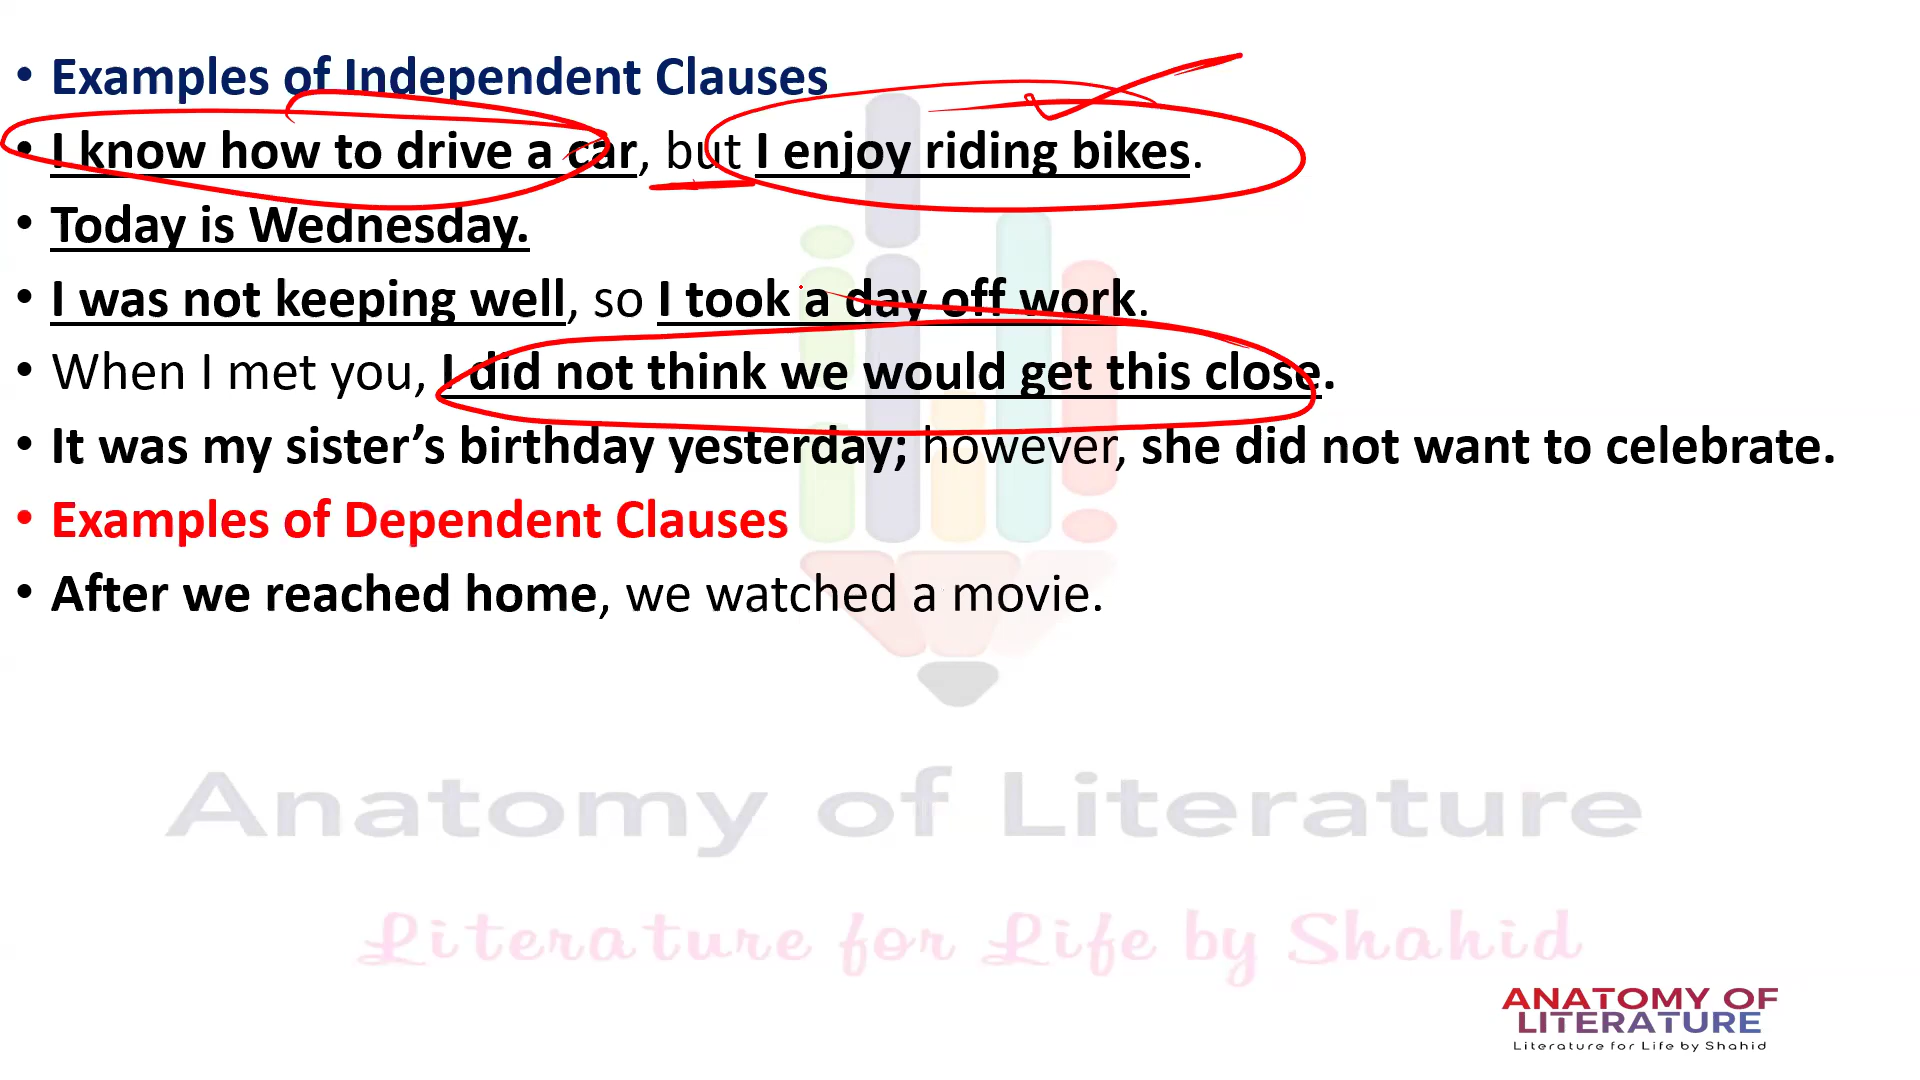 • Examples of Independent Clauses
• I know how to drive a car, but I enjoy riding bikes.
• Today is Wednesday.
• I was not keeping well, so I took a day off work.
• When I met you, I did not think we would get this close.
• It was my sister’s birthday yesterday; however, she did not want to celebrate.
• Examples of Dependent Clauses
• After we reached home, we watched a movie.
Anatomy of Literature
Literature for Life by Shahid
ANATOMY OF
LITERATURE
Literature for Life by Shahid